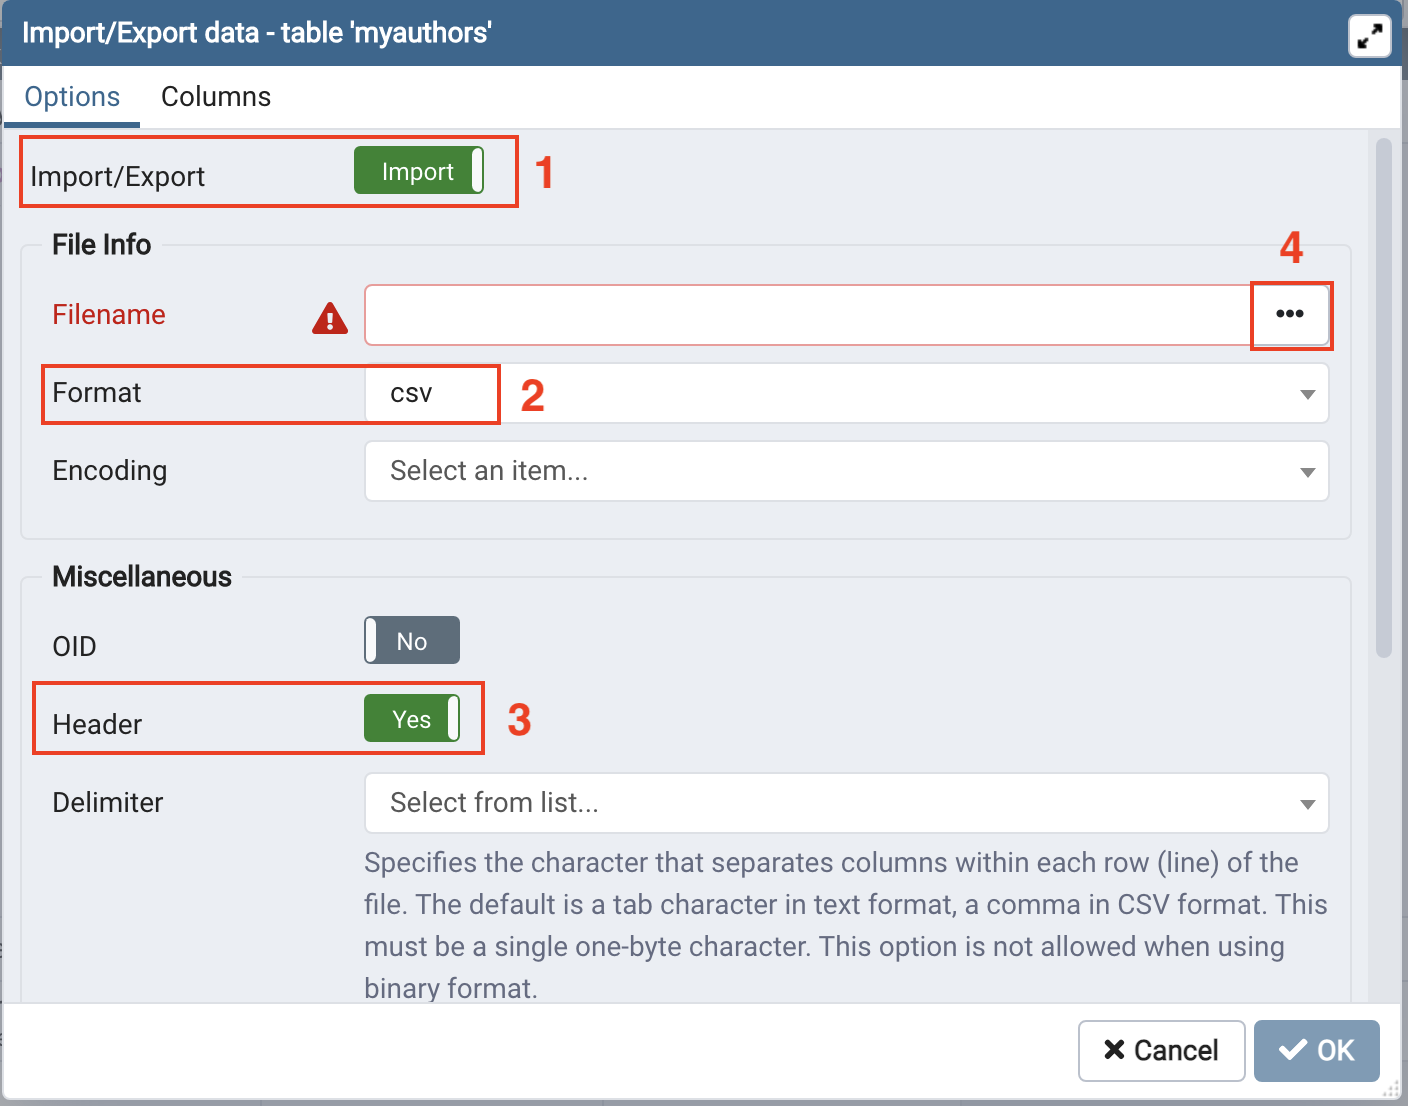 Import/Export data - table 'myauthors'
Options Columns
Import/Export Import 1
File Info
4
Filename •••
Format csv 2
Encoding Select an item...
Miscellaneous
OID No
Header Yes 3
Delimiter Select from list...
Specifies the character that separates columns within each row (line) of the
file. The default is a tab character in text format, a comma in CSV format. This
must be a single one-byte character. This option is not allowed when using
binary format.
Cancel OK